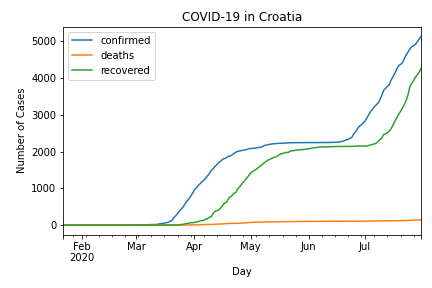 COVID-19 in Croatia
confirmed
deaths
recovered
Number of Cases
5000
4000
3000
2000
1000
0
Feb Mar Apr May Jun Jul
2020
Day